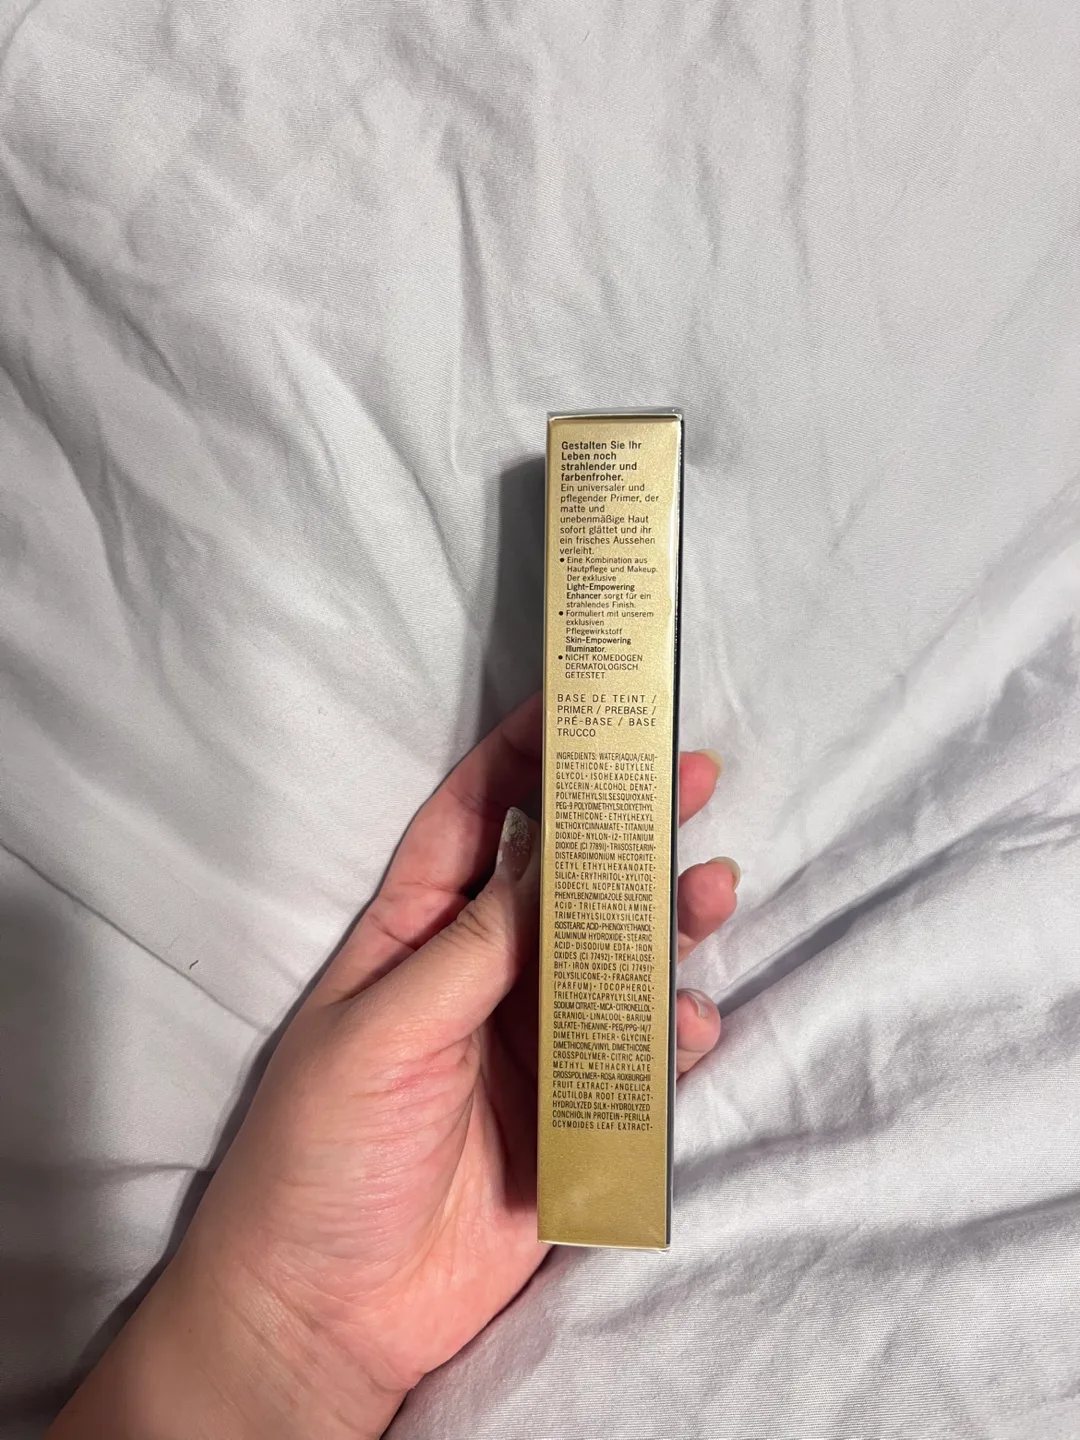 Gestalten Sie Ihr
Leben noch
strahlender und
farbenfroher.
Ein universaler und
pflegender Primer, der
matte und
unebenmäßige Haut
sofort glättet und ihr
ein frisches Aussehen
verleiht.
• Eine Kombination aus
Hautpflege und Makeup.
Der exklusive
Light-Empowering
Enhancer sorgt für ein
strahlendes Finish.
• Formuliert mit unserem
exklusiven
Pflegewirkstoff
Skin-Empowering
Illuminator.
• NICHT KOMEDOGEN.
DERMATOLOGISCH
GETESTET
BASE DE TEINT /
PRIMER / PREBASE /
PRÉ-BASE / BASE
TRUCCO
INGREDIENTS: WATER(AQUA/EAU)·
DIMETHICONE· BUTYLENE
GLYCOL· ISOHEXADECANE·
GLYCERIN· ALCOHOL DENAT.·
POLYMETHYLSILSESQUIOXANE·
PEG-9 POLYDIMETHYLSILOXYETHYL
DIMETHICONE· ETHYLHEXYL
METHOXYCINNAMATE· TITANIUM
DIOXIDE· NYLON-12· TITANIUM
DIOXIDE (CI 77891)· TRIISOSTEARIN·
DISTEARDIMONIUM HECTORITE·
CETYL ETHYLHEXANOATE·
SILICA· ERYTHRITOL· XYLITOL·
ISODECYL NEOPENTANOATE·
PHENYLBENZIMIDAZOLE SULFONIC
ACID· TRIETHANOLAMINE·
TRIMETHYLSILOXYSILICATE·
ISOSTEARIC ACID· PHENOXYETHANOL·
ALUMINUM HYDROXIDE· STEARIC
ACID· DISODIUM EDTA· IRON
OXIDES (CI 77492)· TREHALOSE·
BHT· IRON OXIDES (CI 77491)·
POLYSILICONE-2· FRAGRANCE
(PARFUM)· TOCOPHEROL·
TRIETHOXYCAPRYLYLSILANE·
SODIUM CITRATE· MICA· CITRONELLOL·
GERANIOL· LINALOOL· BARIUM
SULFATE· THEANINE· PEG/PPG-14/7
DIMETHYL ETHER· GLYCINE·
DIMETHICONE/VINYL DIMETHICONE
CROSSPOLYMER· CITRIC ACID·
METHYL METHACRYLATE
CROSSPOLYMER· ROSA ROXBURGHII
FRUIT EXTRACT· ANGELICA
ACUTILOBA ROOT EXTRACT·
HYDROLYZED SILK· HYDROLYZED
CONCHIOLIN PROTEIN· PERILLA
OCYMOIDES LEAF EXTRACT·